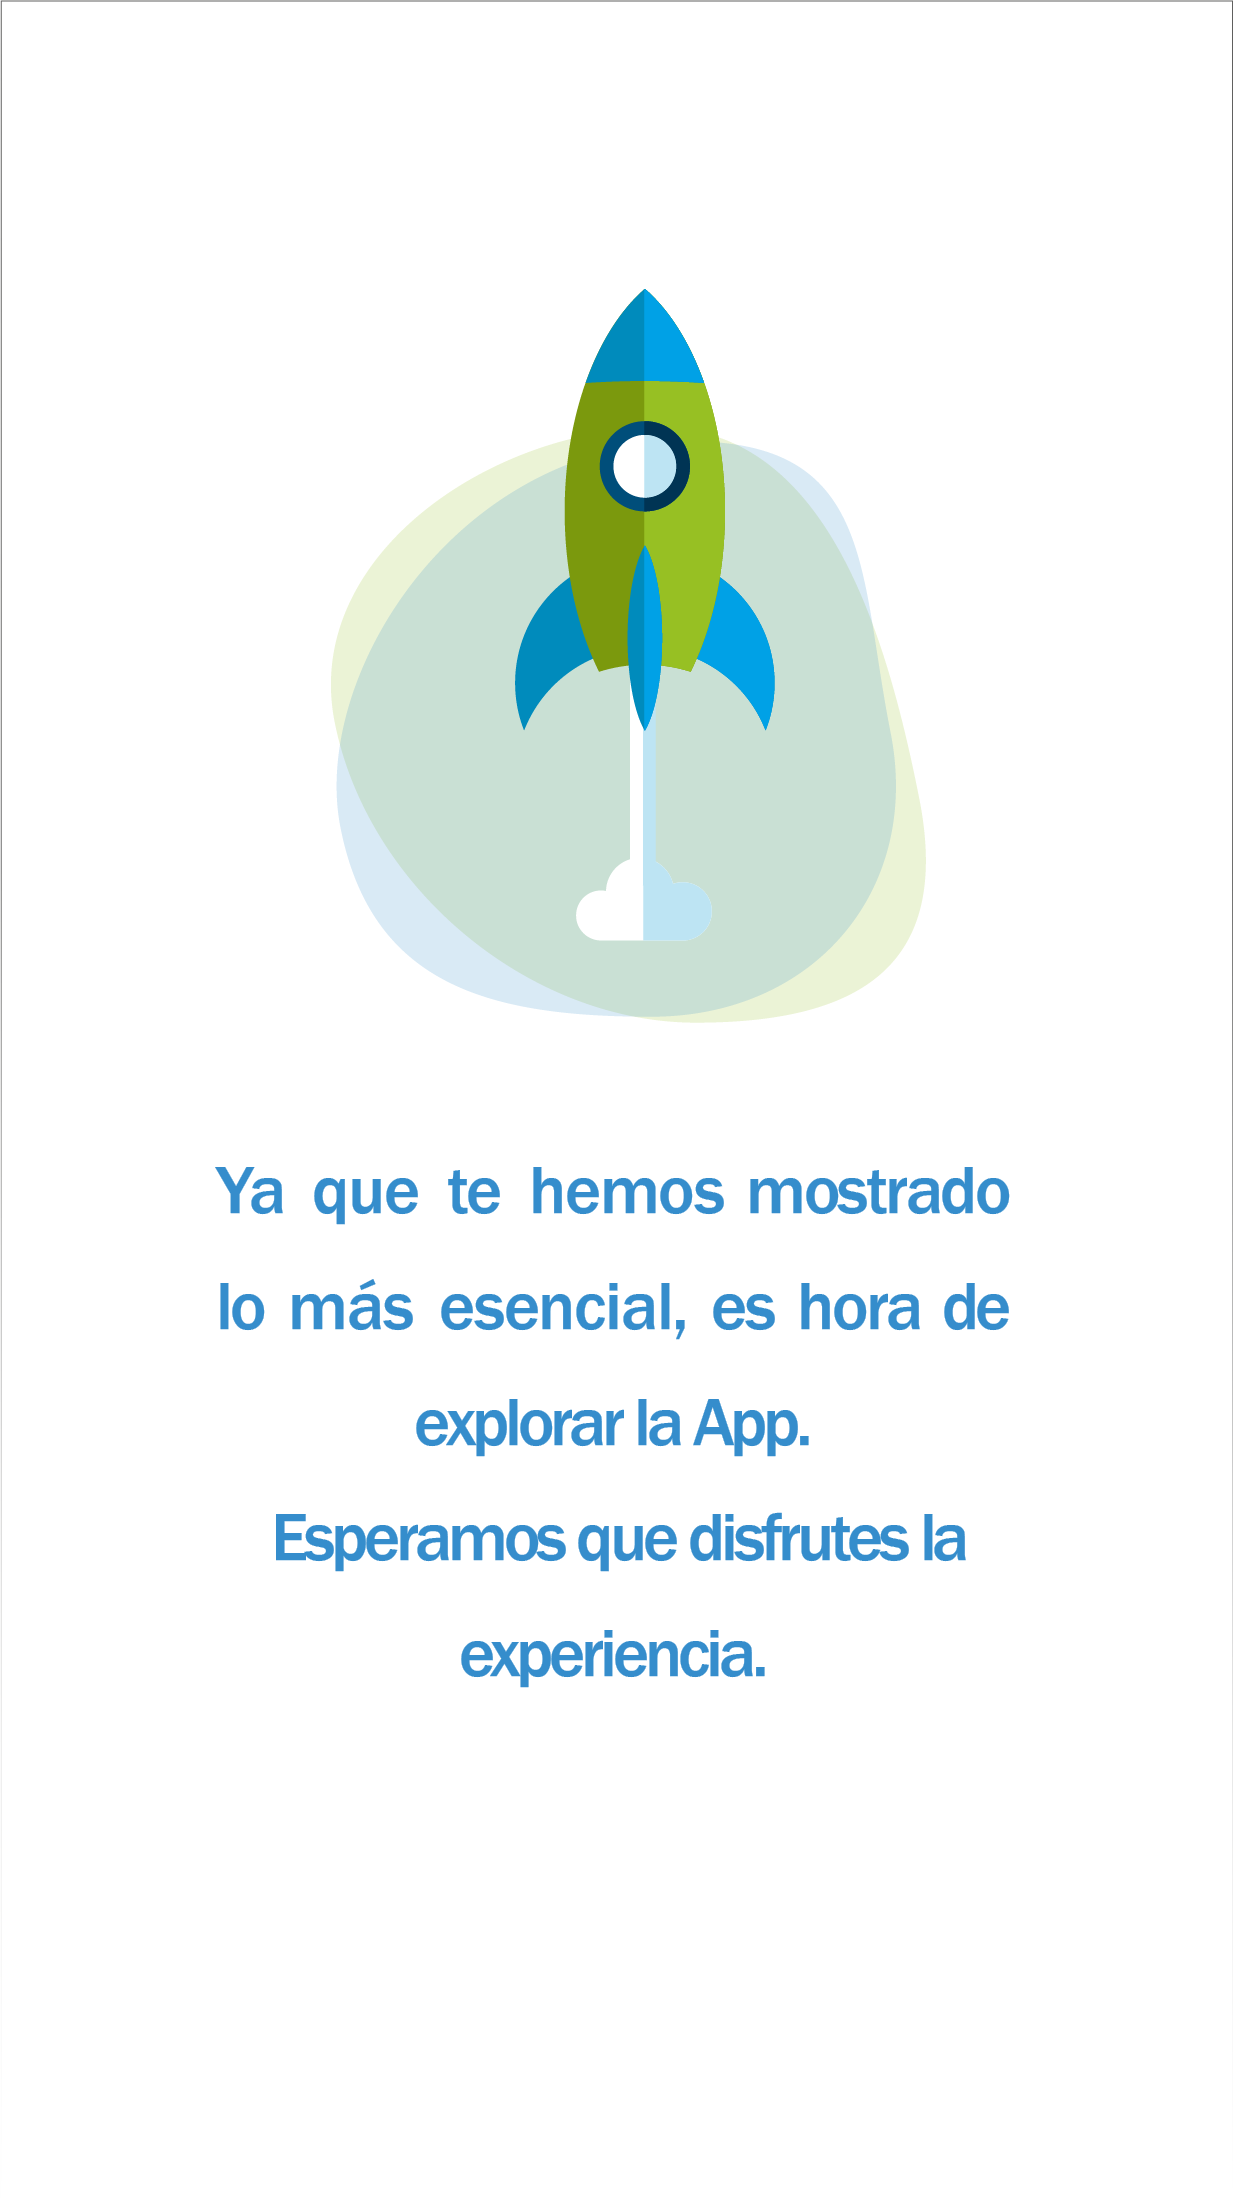 Ya que te hemos mostrado
lo más esencial, es hora de
explorar la App.
Esperamos que disfrutes la
experiencia.